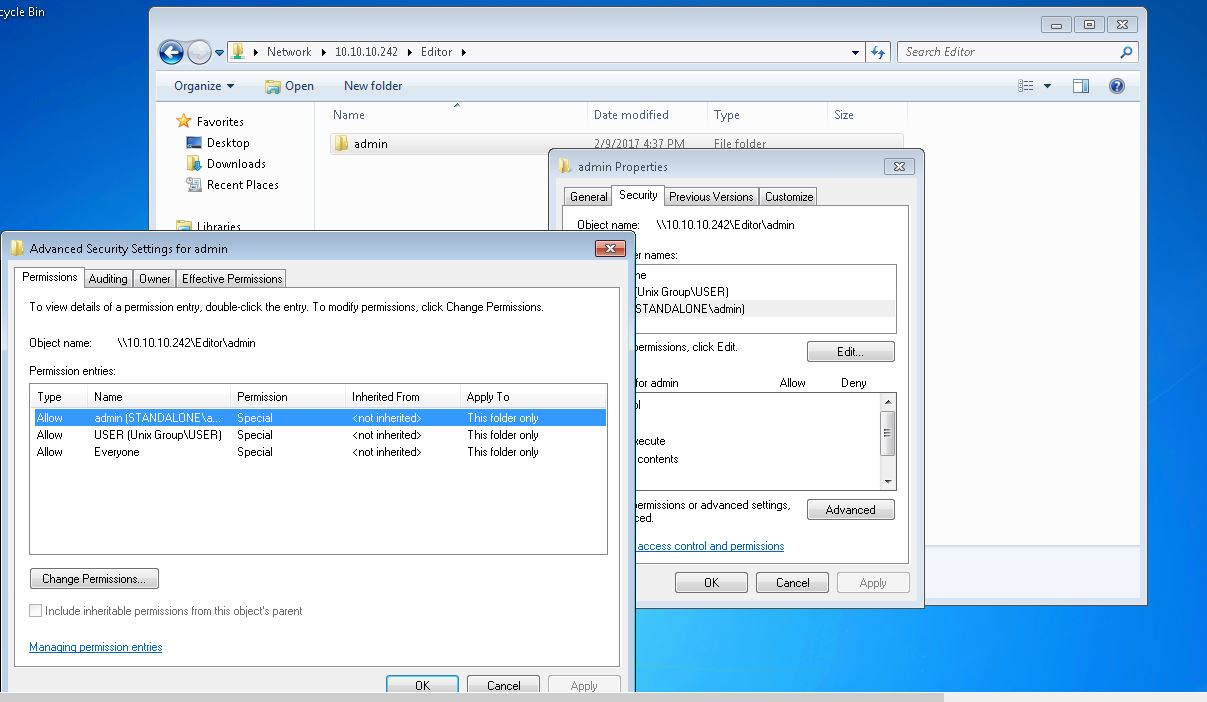 cycle Bin
Network 10.10.10.242 Editor
Search Editor
Organize Open New folder
Name Date modified Type Size
Favorites
Desktop
Downloads
Recent Places
Libraries
admin 2/9/2017 4:37 PM File folder
admin Properties
General Security Previous Versions Customize
Object name: \\10.10.10.242\Editor\admin
er names:
ne
(Unix Group\USER)
STANDALONE\admin)
permissions, click Edit.
Edit...
for admin Allow Deny
ol
xecute
contents
permissions or advanced settings,
ced.
Advanced
access control and permissions
OK Cancel Apply
Advanced Security Settings for admin
Permissions Auditing Owner Effective Permissions
To view details of a permission entry, double-click the entry. To modify permissions, click Change Permissions.
Object name: \\10.10.10.242\Editor\admin
Permission entries:
Type Name Permission Inherited From Apply To
Allow admin (STANDALONE\a... Special <not inherited> This folder only
Allow USER (Unix Group\USER) Special <not inherited> This folder only
Allow Everyone Special <not inherited> This folder only
Change Permissions...
Include inheritable permissions from this object's parent
Managing permission entries
OK Cancel Apply